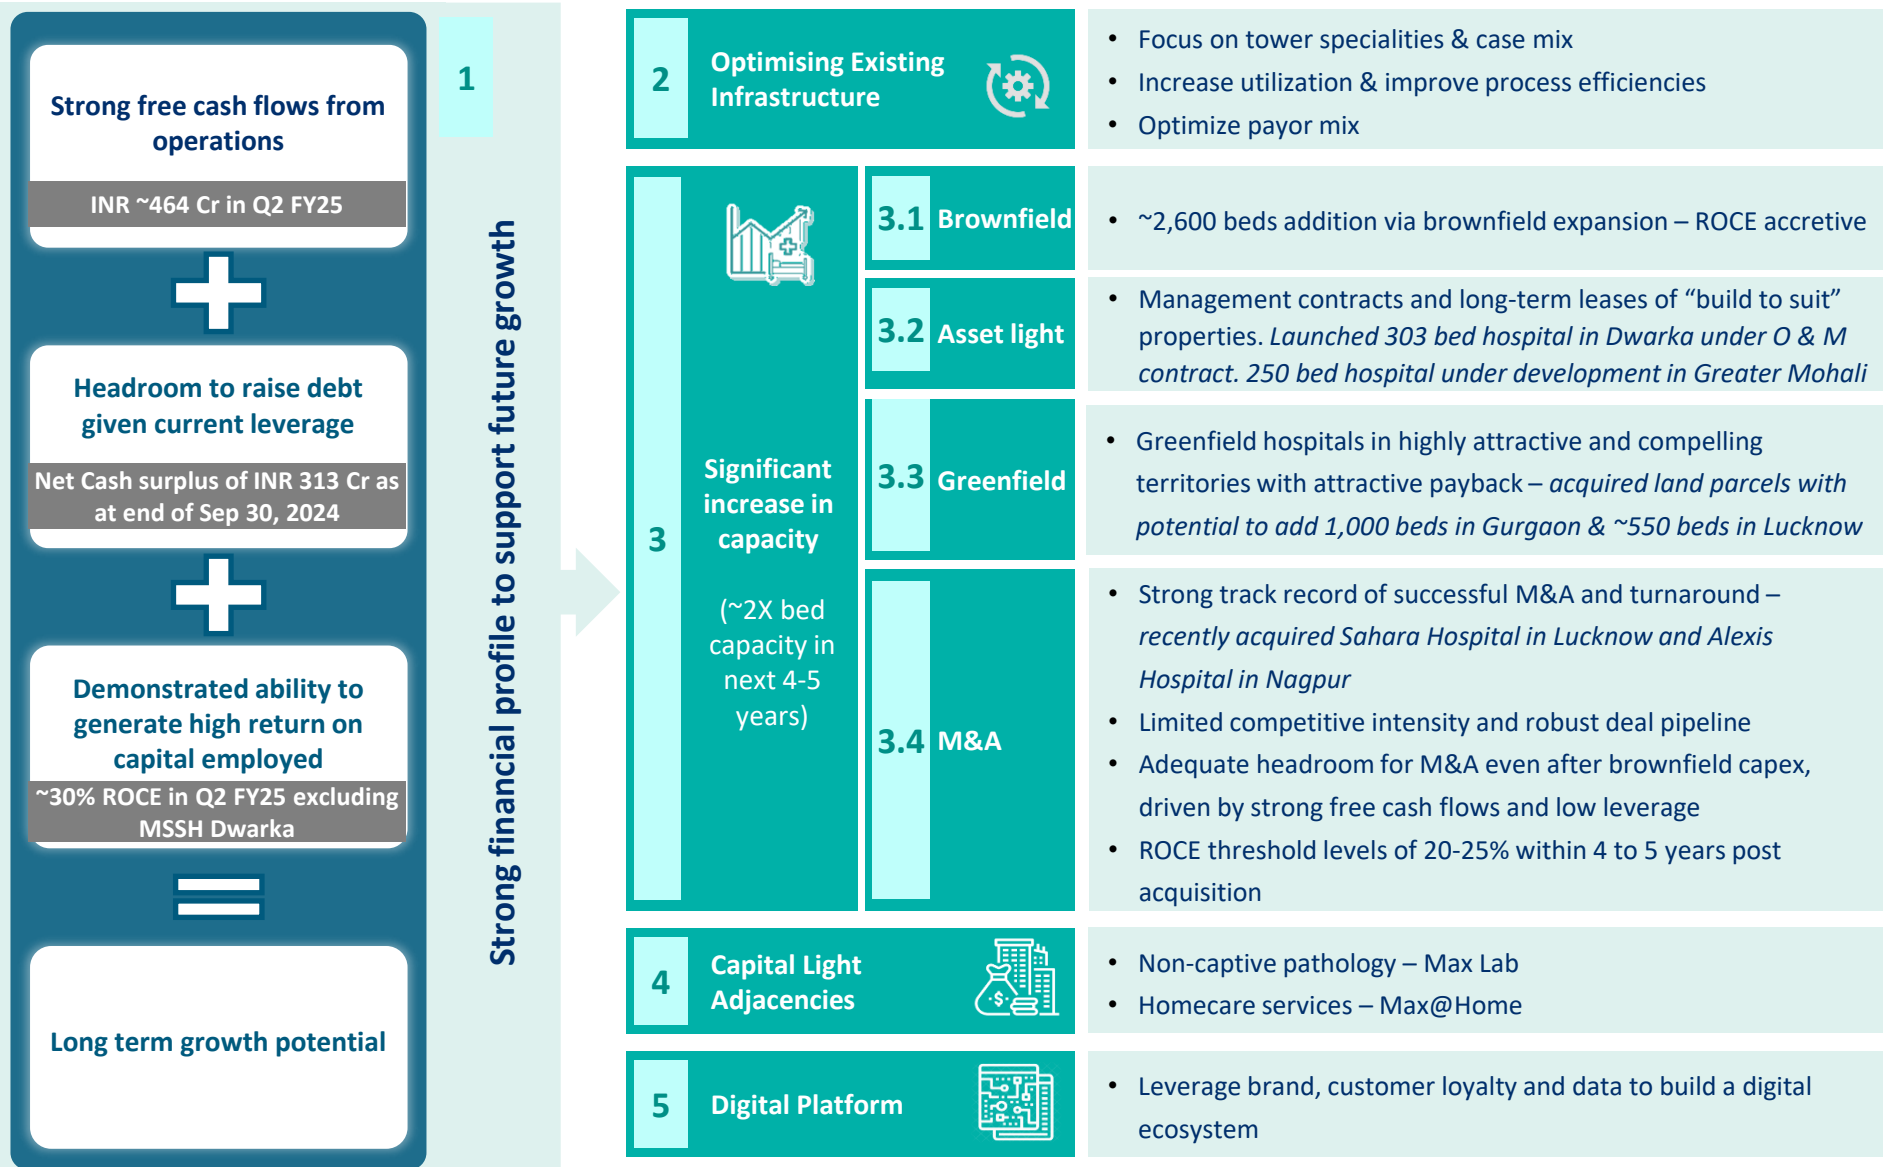 Strong free cash flows from
operations
INR ~464 Cr in Q2 FY25
Headroom to raise debt
given current leverage
Net Cash surplus of INR 313 Cr as
at end of Sep 30, 2024
Demonstrated ability to
generate high return on
capital employed
~30% ROCE in Q2 FY25 excluding
MSSH Dwarka
Long term growth potential
1
Strong financial profile to support future growth
2
Optimising Existing
Infrastructure
• Focus on tower specialities & case mix
• Increase utilization & improve process efficiencies
• Optimize payor mix
3
Significant
increase in
capacity
(~2X bed
capacity in
next 4-5
years)
3.1 Brownfield
• ~2,600 beds addition via brownfield expansion – ROCE accretive
3.2 Asset light
• Management contracts and long-term leases of “build to suit”
properties. Launched 303 bed hospital in Dwarka under O & M
contract. 250 bed hospital under development in Greater Mohali
3.3 Greenfield
• Greenfield hospitals in highly attractive and compelling
territories with attractive payback – acquired land parcels with
potential to add 1,000 beds in Gurgaon & ~550 beds in Lucknow
3.4 M&A
• Strong track record of successful M&A and turnaround –
recently acquired Sahara Hospital in Lucknow and Alexis
Hospital in Nagpur
• Limited competitive intensity and robust deal pipeline
• Adequate headroom for M&A even after brownfield capex,
driven by strong free cash flows and low leverage
• ROCE threshold levels of 20-25% within 4 to 5 years post
acquisition
4
Capital Light
Adjacencies
• Non-captive pathology – Max Lab
• Homecare services – Max@Home
5
Digital Platform
• Leverage brand, customer loyalty and data to build a digital
ecosystem